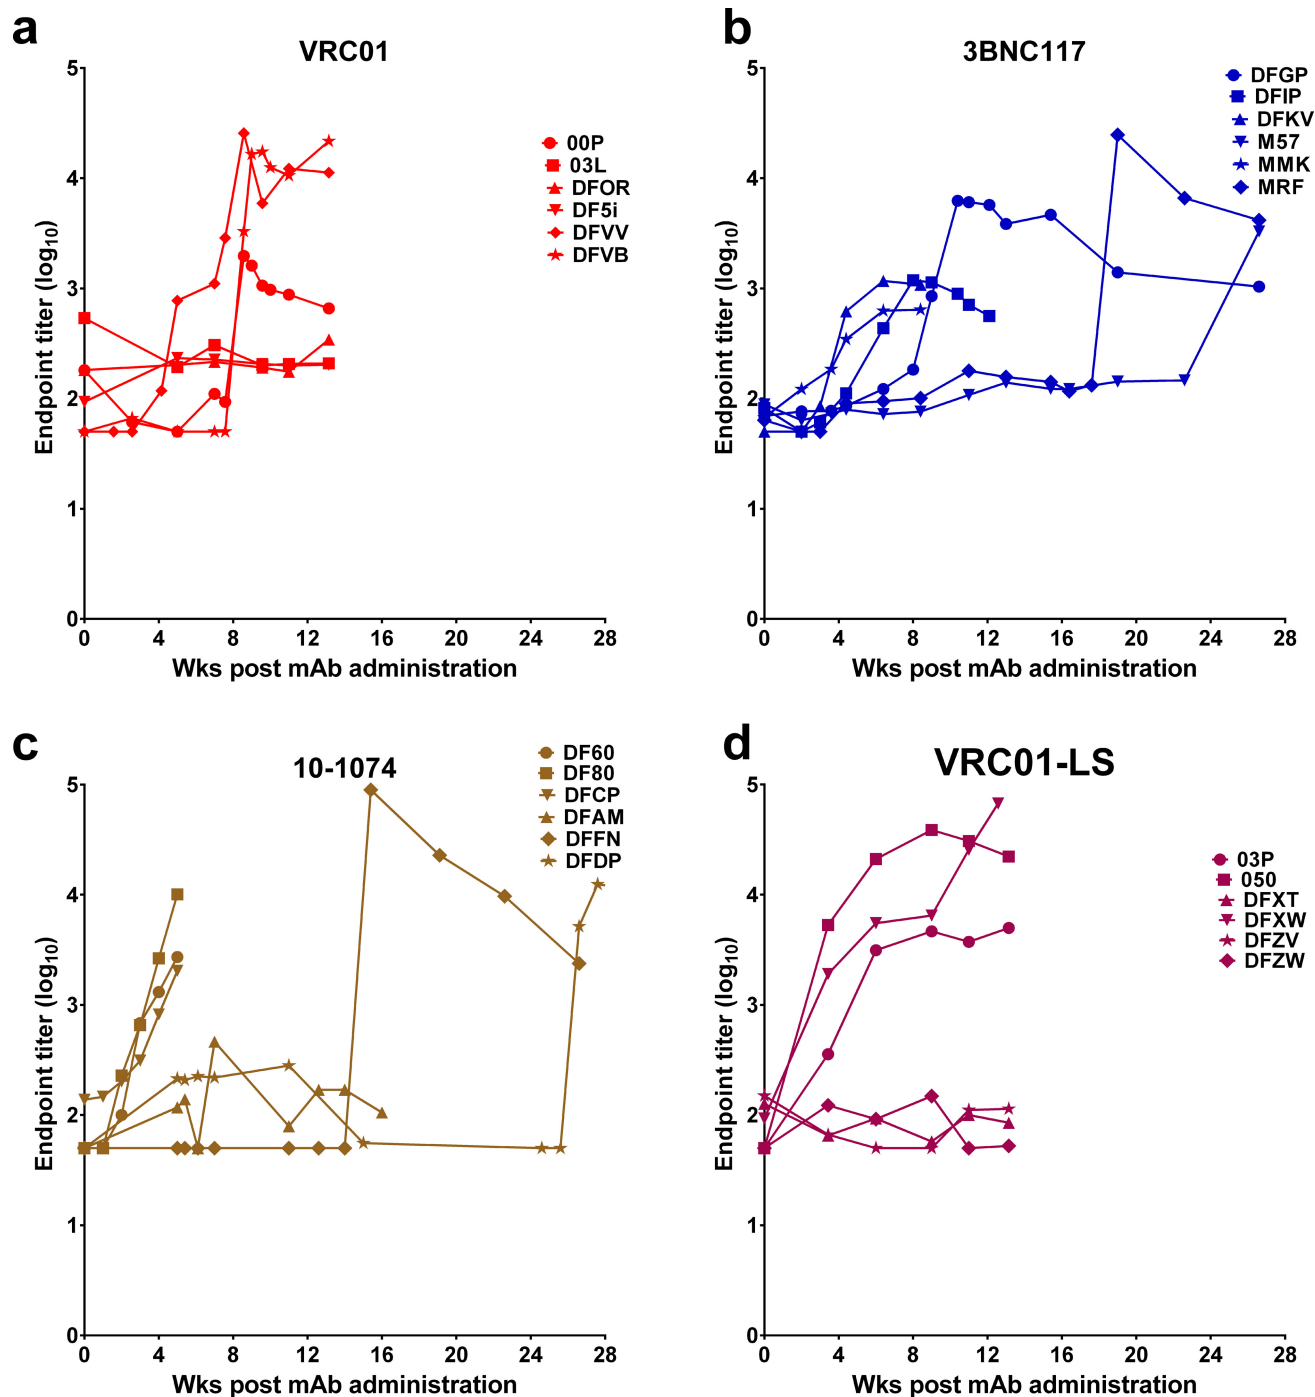 a
VRC01
5
4
3
2
1
0
Endpoint titer (log10)
0 4 8 12 16 20 24 28
Wks post mAb administration
00P
03L
DFOR
DF5i
DFVV
DFVB
b
3BNC117
5
4
3
2
1
0
Endpoint titer (log10)
0 4 8 12 16 20 24 28
Wks post mAb administration
DFGP
DFIP
DFKV
M57
MMK
MRF
c
10-1074
5
4
3
2
1
0
Endpoint titer (log10)
0 4 8 12 16 20 24 28
Wks post mAb administration
DF60
DF80
DFCP
DFAM
DFFN
DFDP
d
VRC01-LS
5
4
3
2
1
0
Endpoint titer (log10)
0 4 8 12 16 20 24 28
Wks post mAb administration
03P
050
DFXT
DFXW
DFZV
DFZW